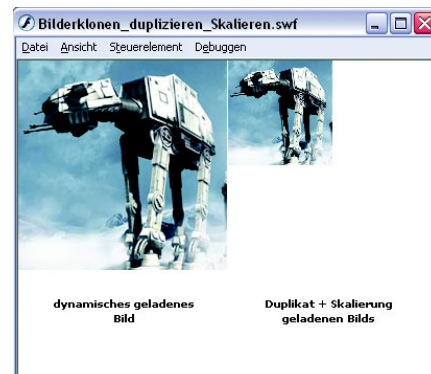 Bilderklonen_duplizieren_Skalieren.swf
Datei Ansicht Steuerelement Debuggen
dynamisches geladenes
Bild
Duplikat + Skalierung
geladenen Bilds